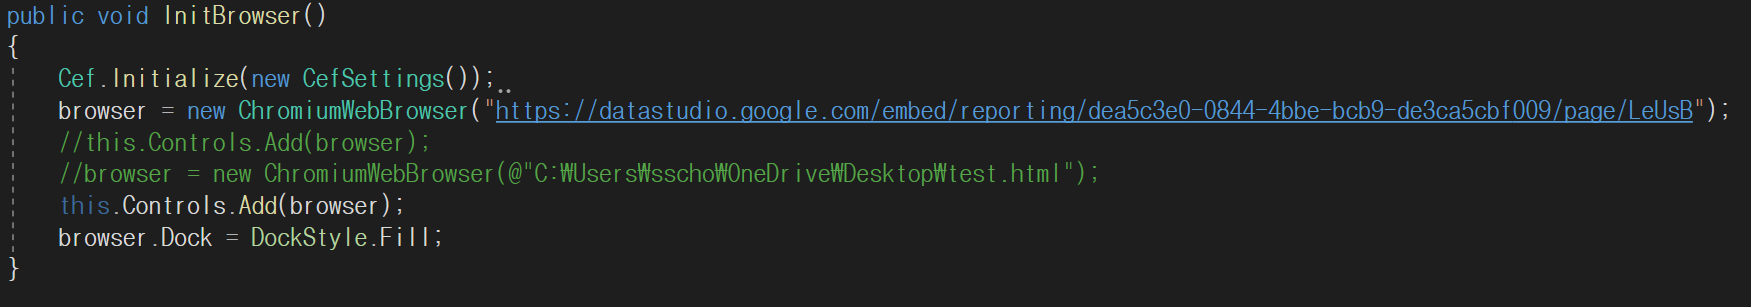 public void InitBrowser()
{
Cef.Initialize(new CefSettings());
browser = new ChromiumWebBrowser("https://datastudio.google.com/embed/reporting/dea5c3e0-0844-4bbe-bcb9-de3ca5cbf009/page/LeUsB");
//this.Controls.Add(browser);
//browser = new ChromiumWebBrowser(@"C:₩Users₩sscho₩OneDrive₩Desktop₩test.html");
this.Controls.Add(browser);
browser.Dock = DockStyle.Fill;
}